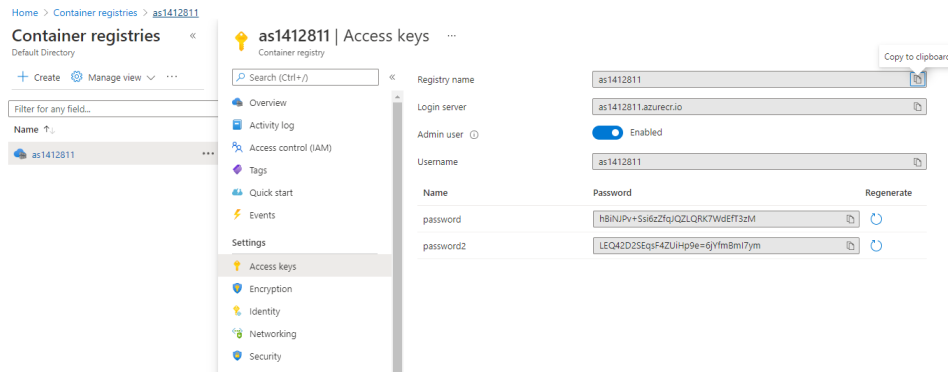 Home > Container registries > as1412811
Container registries «
Default Directory
+ Create Manage view ···
Filter for any field...
Name ↑↓
as1412811 ···
as1412811 | Access keys ···
Container registry
Search (Ctrl+/) «
Overview
Activity log
Access control (IAM)
Tags
Quick start
Events
Settings
Access keys
Encryption
Identity
Networking
Security
Copy to clipboard
Registry name as1412811
Login server as1412811.azurecr.io
Admin user Enabled
Username as1412811
Name Password Regenerate
password h8iNJPv+Ssi6zZfqJQZLQRK7WdEfT3zM
password2 LEQ42D2SEqsF4ZUiHp9e=6jYfmBmI7ym